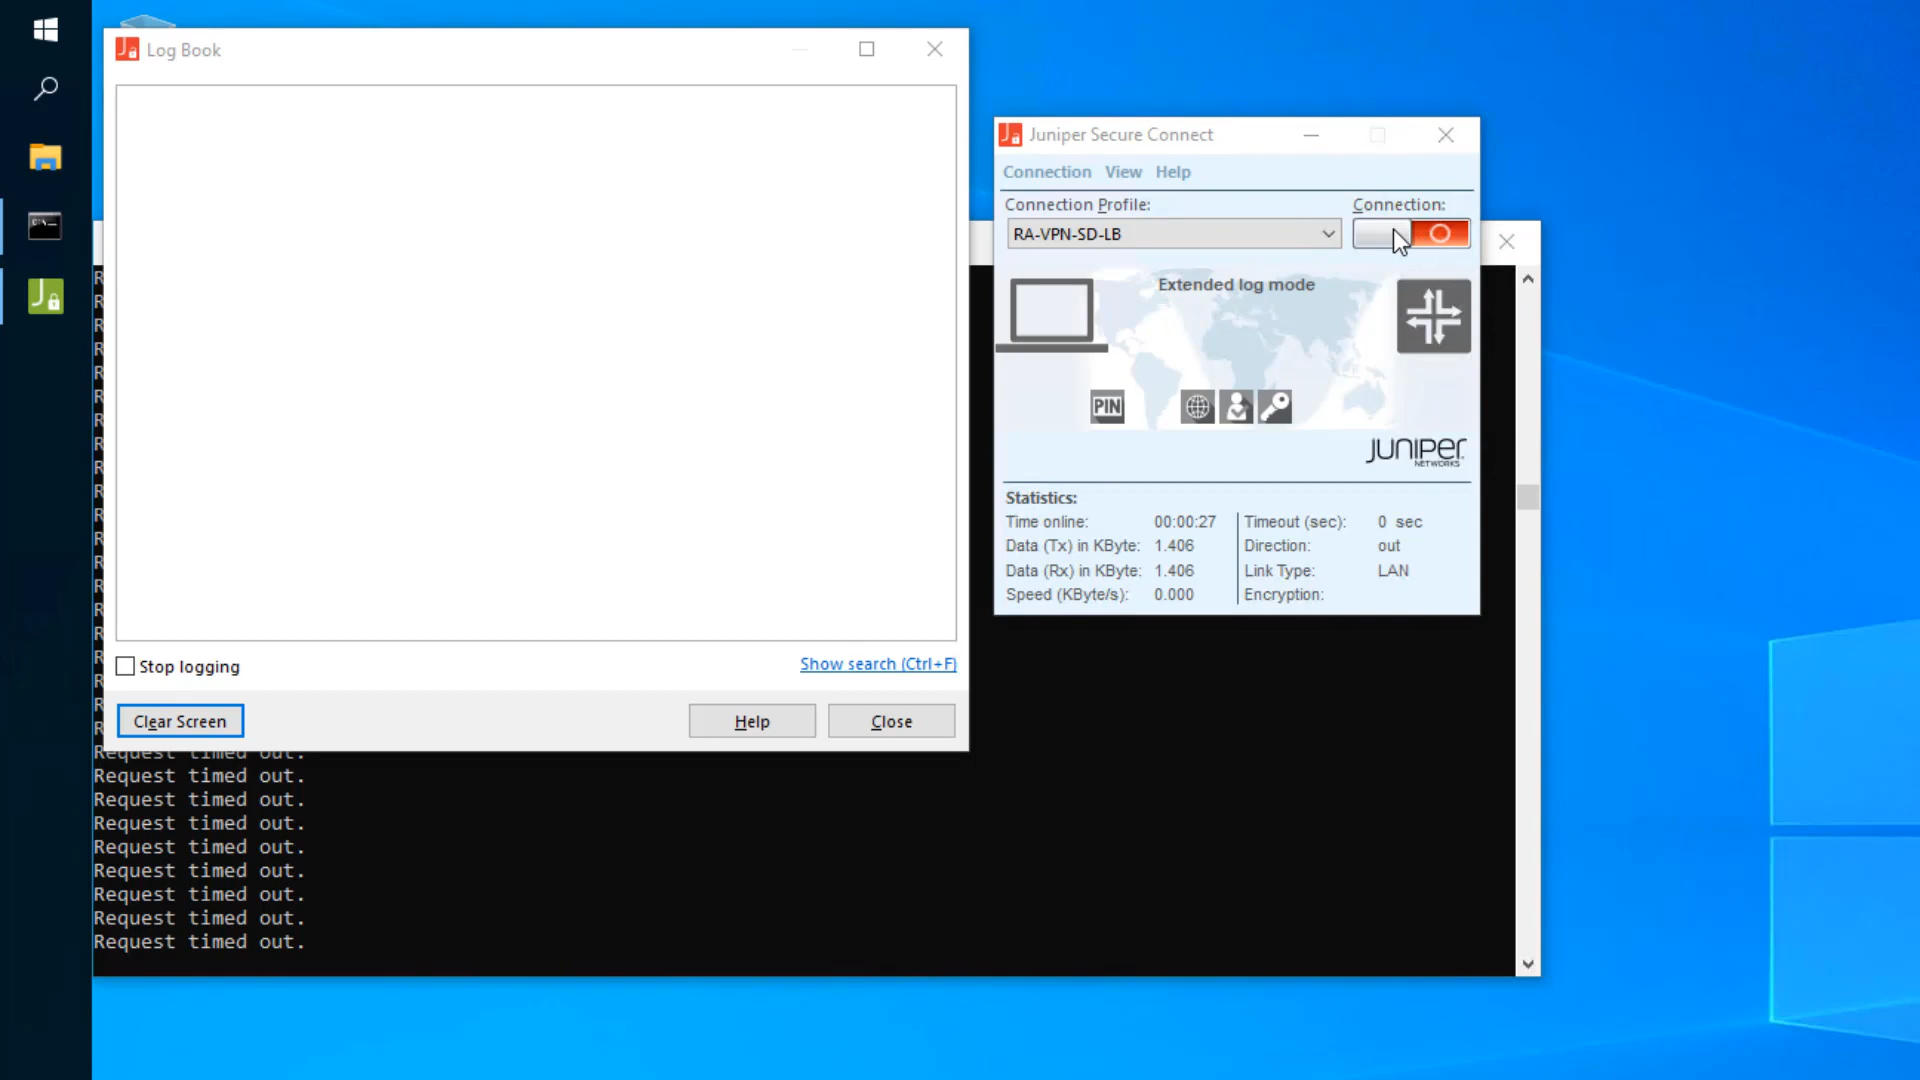 Log Book
Stop logging
Show search (Ctrl+F)
Clear Screen
Help
Close
Juniper Secure Connect
Connection View Help
Connection Profile:
Connection:
RA-VPN-SD-LB
Extended log mode
PIN
JUNIPER
NETWORKS
Statistics:
Time online: 00:00:27
Data (Tx) in KByte: 1.406
Data (Rx) in KByte: 1.406
Speed (KByte/s): 0.000
Timeout (sec): 0 sec
Direction: out
Link Type: LAN
Encryption:
Request timed out.
Request timed out.
Request timed out.
Request timed out.
Request timed out.
Request timed out.
Request timed out.
Request timed out.
Request timed out.